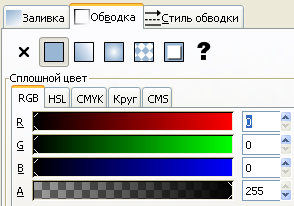 Заливка Обводка Стиль обводки
?
Сплошной цвет
RGB HSL CMYK Круг CMS
R 0
G 0
B 0
A 255